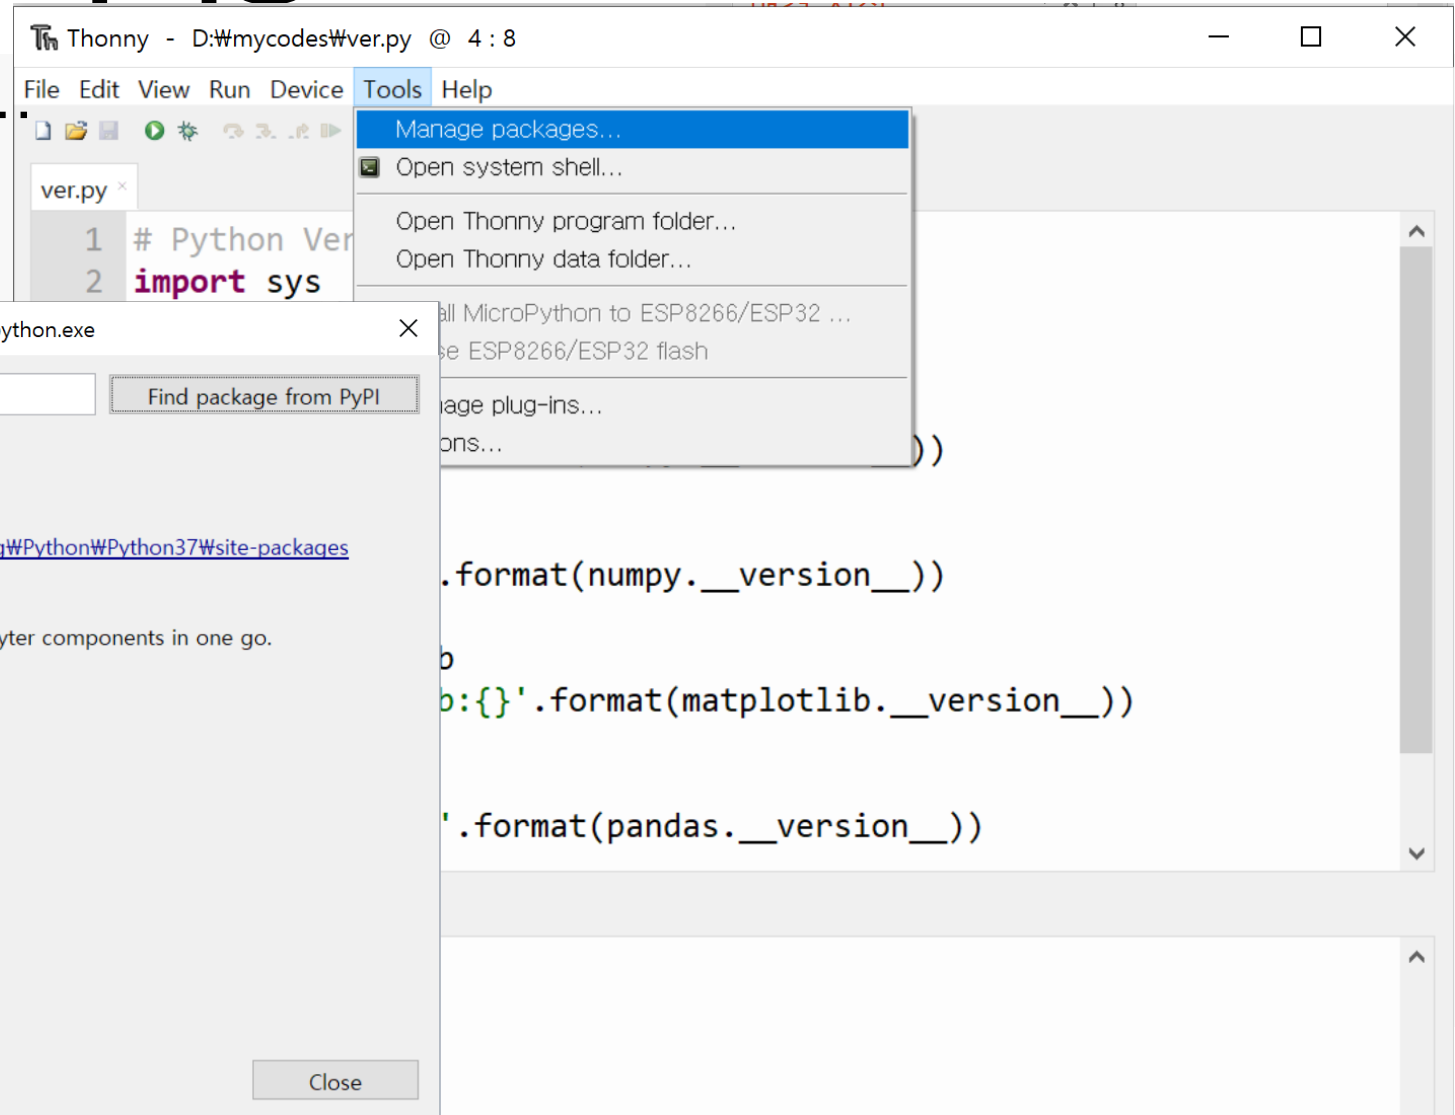 Thonny - D:₩mycodes₩ver.py @ 4 : 8
File Edit View Run Device Tools Help
Manage packages...
Open system shell...
Open Thonny program folder...
Open Thonny data folder...
all MicroPython to ESP8266/ESP32 ...
se ESP8266/ESP32 flash
age plug-ins...
ons...
ver.py ×
1 # Python Ver
2 import sys
ython.exe
Find package from PyPI
g₩Python₩Python37₩site-packages
yter components in one go.
Close
))
.format(numpy.__version__))
b
b:{}'.format(matplotlib.__version__))
'.format(pandas.__version__))